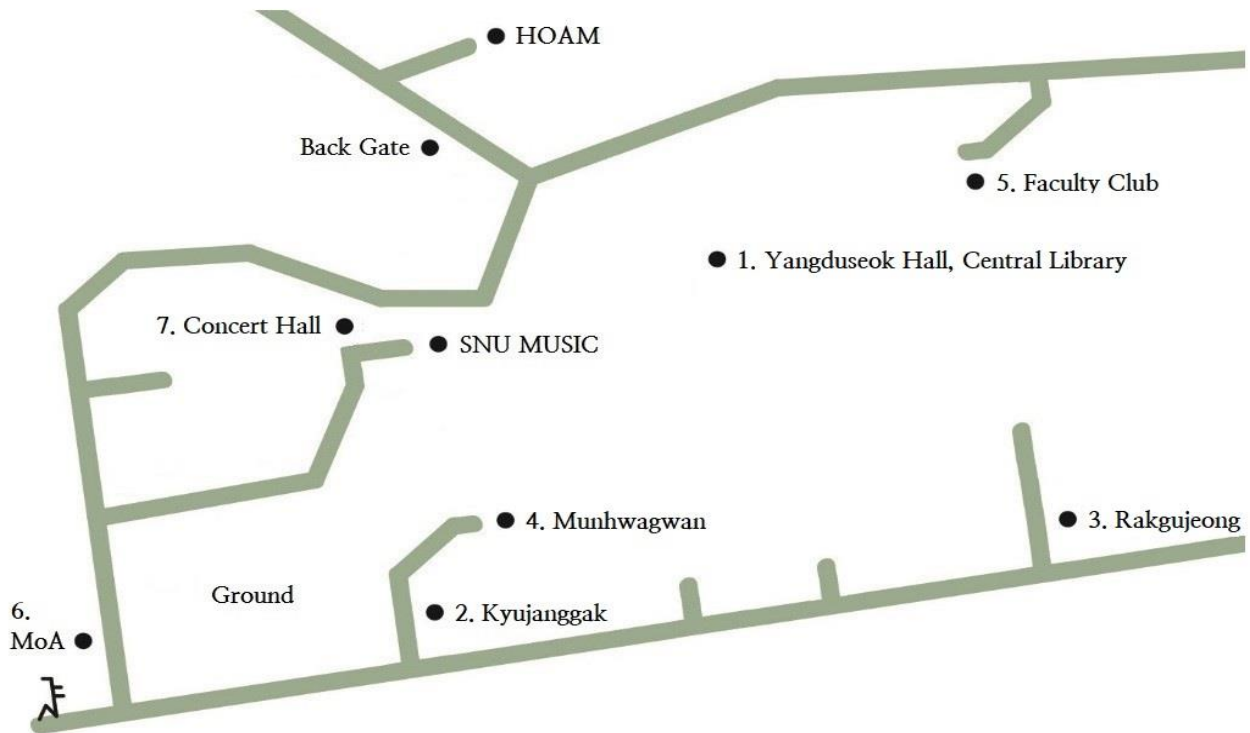 HOAM
Back Gate
5. Faculty Club
1. Yangduseok Hall, Central Library
7. Concert Hall
SNU MUSIC
4. Munhwagwan
3. Rakgujeong
Ground
2. Kyujanggak
6.
MoA